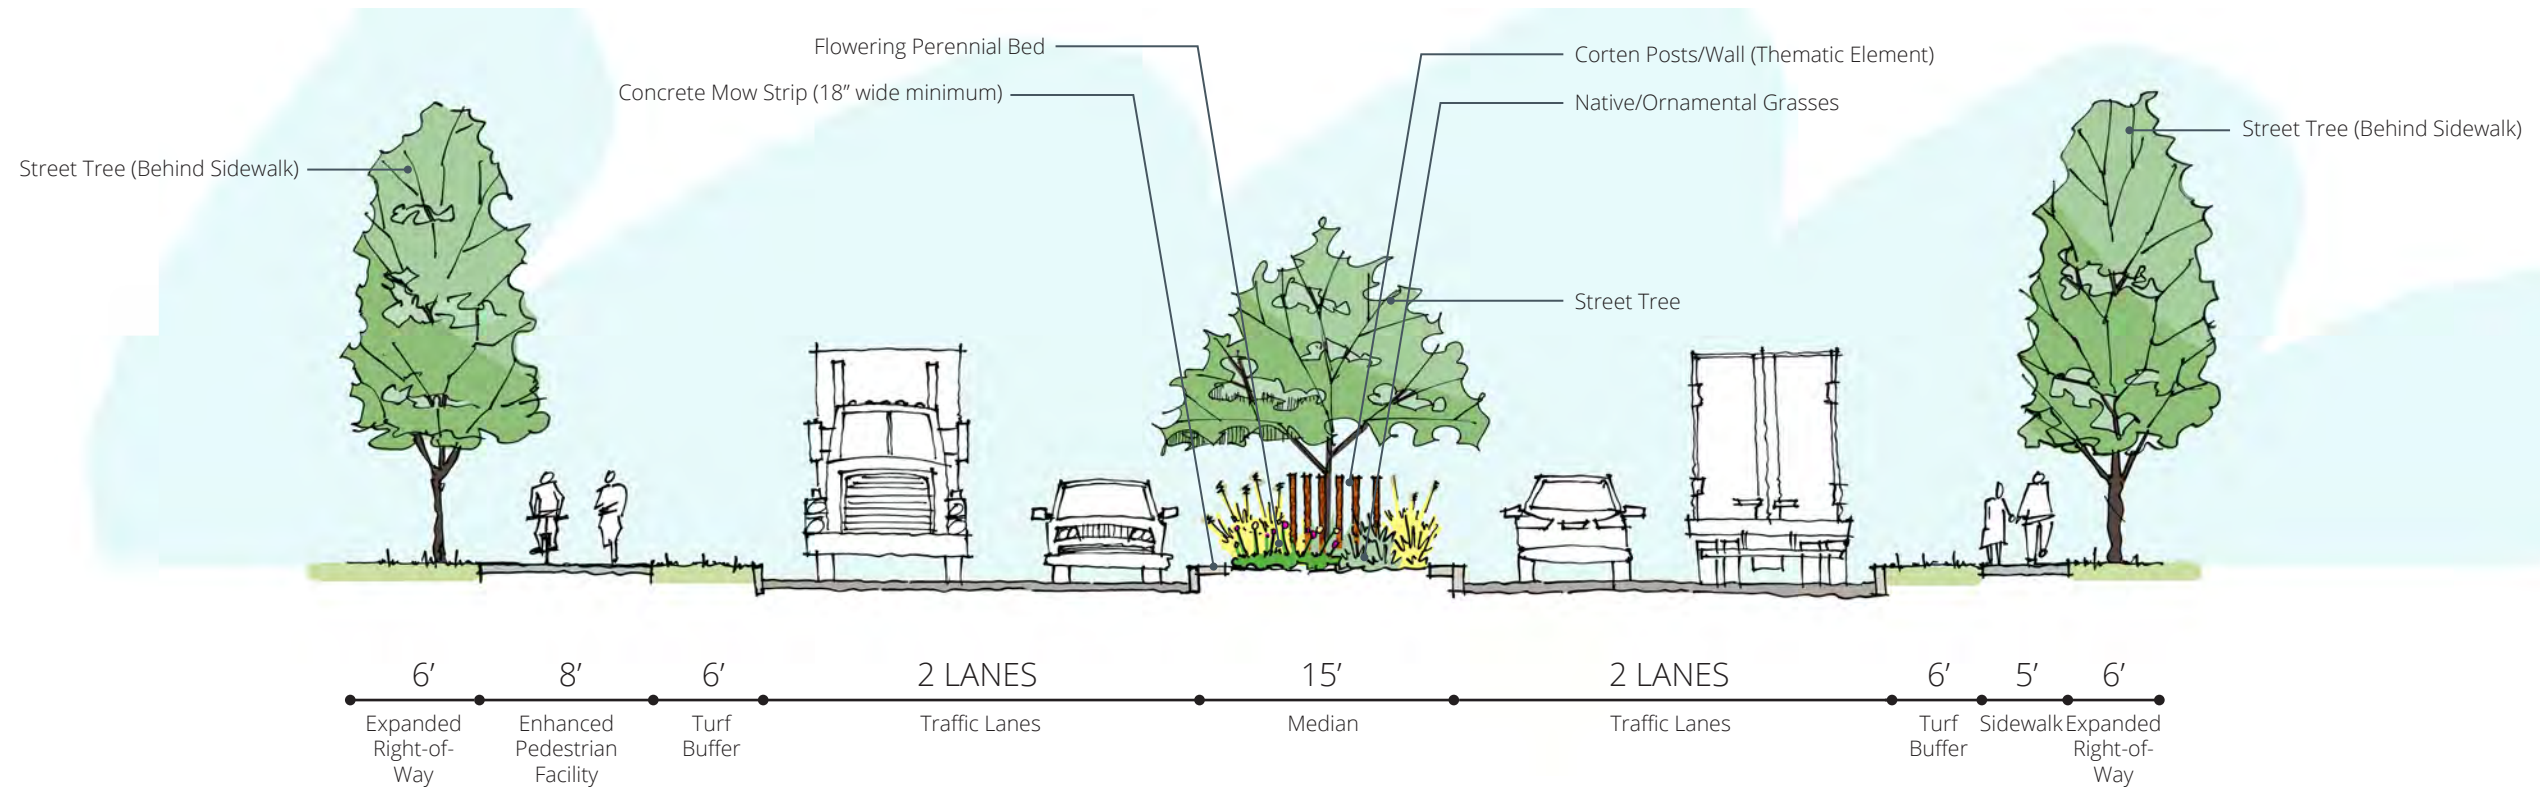 Flowering Perennial Bed
Concrete Mow Strip (18” wide minimum)
Street Tree (Behind Sidewalk)
Corten Posts/Wall (Thematic Element)
Native/Ornamental Grasses
Street Tree (Behind Sidewalk)
Street Tree
6’
8’
6’
2 LANES
15’
2 LANES
6’
5’
6’
Expanded
Right-of-
Way
Enhanced
Pedestrian
Facility
Turf
Buffer
Traffic Lanes
Median
Traffic Lanes
Turf
Buffer
Sidewalk
Expanded
Right-of-
Way